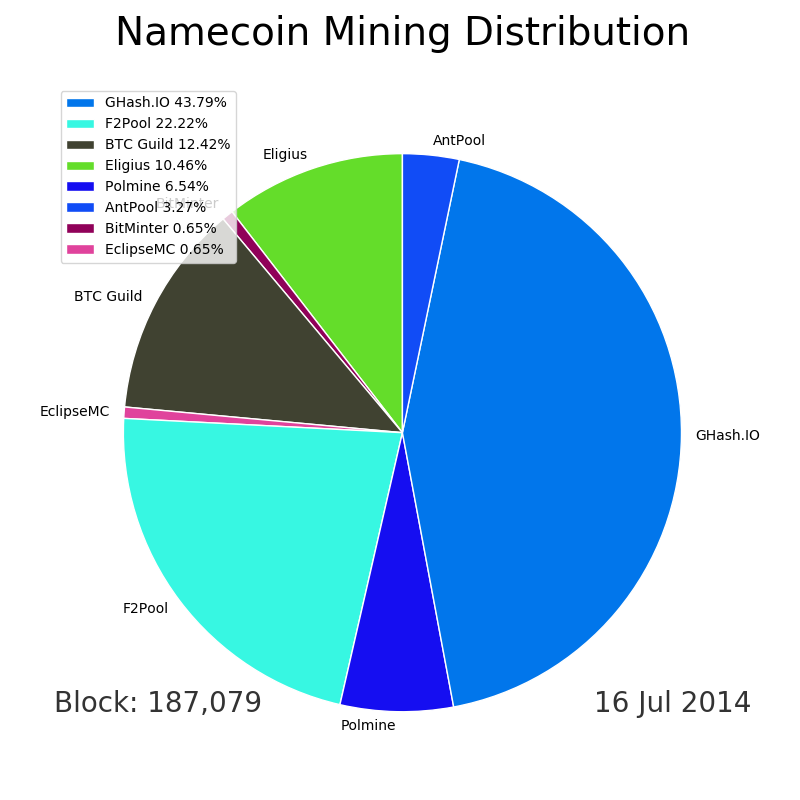 Namecoin Mining Distribution
GHash.IO 43.79%
F2Pool 22.22%
BTC Guild 12.42%
Eligius 10.46%
Polmine 6.54%
AntPool 3.27%
BitMinter 0.65%
EclipseMC 0.65%
AntPool
Eligius
BitMinter
BTC Guild
EclipseMC
GHash.IO
F2Pool
Polmine
Block: 187,079
16 Jul 2014